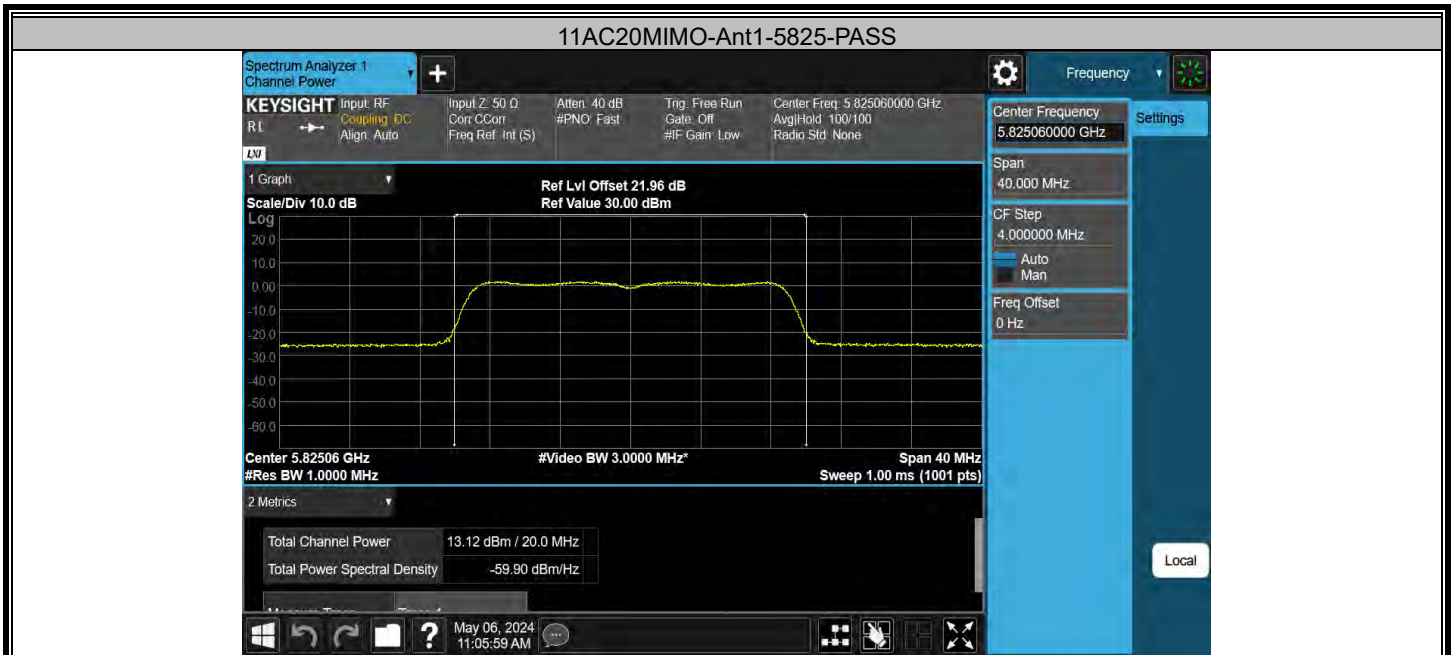 11AC20MIMO-Ant1-5825-PASS
Spectrum Analyzer 1
Channel Power
Frequency
KEYSIGHT
RL
LXI
Input: RF
Coupling: DC
Align: Auto
Input Z: 50 Ω
Corr CCorr
Freq Ref: Int (S)
Atten: 40 dB
#PNO: Fast
Trig: Free Run
Gate: Off
#IF Gain: Low
Center Freq: 5.825060000 GHz
Avg|Hold: 100/100
Radio Std: None
Center Frequency
5.825060000 GHz
Settings
Span
40.000 MHz
CF Step
4.000000 MHz
Auto
Man
Freq Offset
0 Hz
Local
1 Graph
Scale/Div 10.0 dB
Ref Lvl Offset 21.96 dB
Ref Value 30.00 dBm
Log
20.0
10.0
0.00
-10.0
-20.0
-30.0
-40.0
-50.0
-60.0
Center 5.82506 GHz
#Res BW 1.0000 MHz
#Video BW 3.0000 MHz*
Span 40 MHz
Sweep 1.00 ms (1001 pts)
2 Metrics
Total Channel Power 13.12 dBm / 20.0 MHz
Total Power Spectral Density -59.90 dBm/Hz
?
May 06, 2024
11:05:59 AM